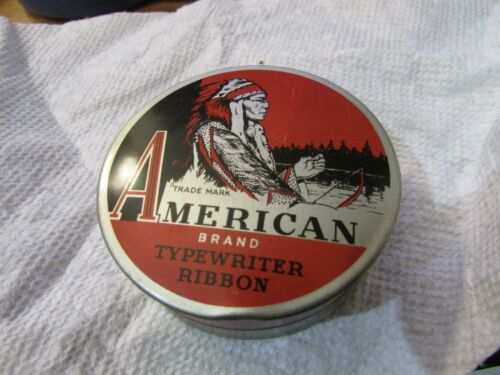 TRADE MARK
AMERICAN
BRAND
TYPEWRITER
RIBBON